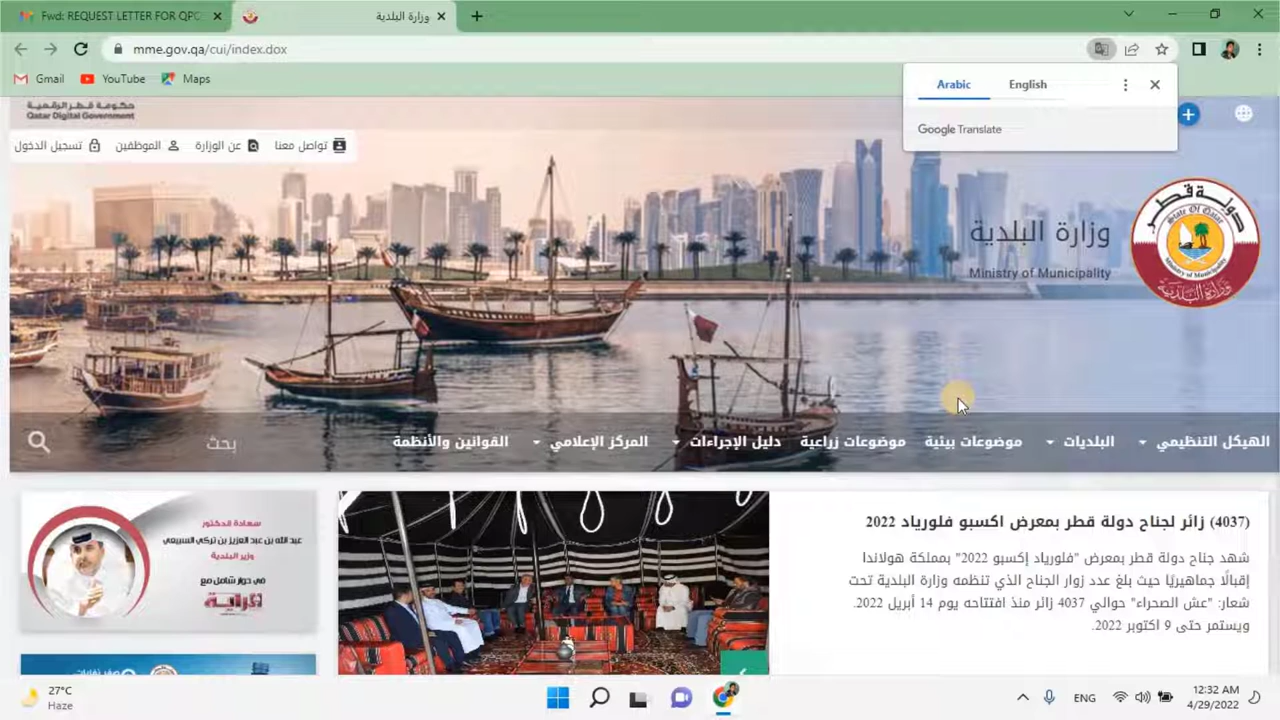 Fwd: REQUEST LETTER FOR QPC
وزارة البلدية
mme.gov.qa/cui/index.dox
Gmail
YouTube
Maps
Arabic
English
Google Translate
حكومة قطر الرقمية
Qatar Digital Government
تواصل معنا
عن الوزارة
الموظفين
تسجيل الدخول
وزارة البلدية
Ministry of Municipality
دولة قطر
State Of Qatar
Ministry of Municipality
وزارة البلدية
الهيكل التنظيمي
البلديات
موضوعات بيئية
موضوعات زراعية
دليل الإجراءات
المركز الإعلامي
القوانين والأنظمة
بحث
(4037) زائر لجناح دولة قطر بمعرض اكسبو فلورياد 2022
شهد جناح دولة قطر بمعرض "فلورياد إكسبو 2022" بمملكة هولاندا
إقبالًا جماهيريًا حيث بلغ عدد زوار الجناح الذي تنظمه وزارة البلدية تحت
شعار: "عش الصحراء" حوالي 4037 زائر منذ افتتاحه يوم 14 أبريل 2022.
ويستمر حتى 9 اكتوبر 2022.
سعادة الدكتور
عبد الله بن عبد العزيز بن تركي السبيعي
وزير البلدية
في حوار شامل مع
الراية
27°C
Haze
ENG
12:32 AM
4/29/2022